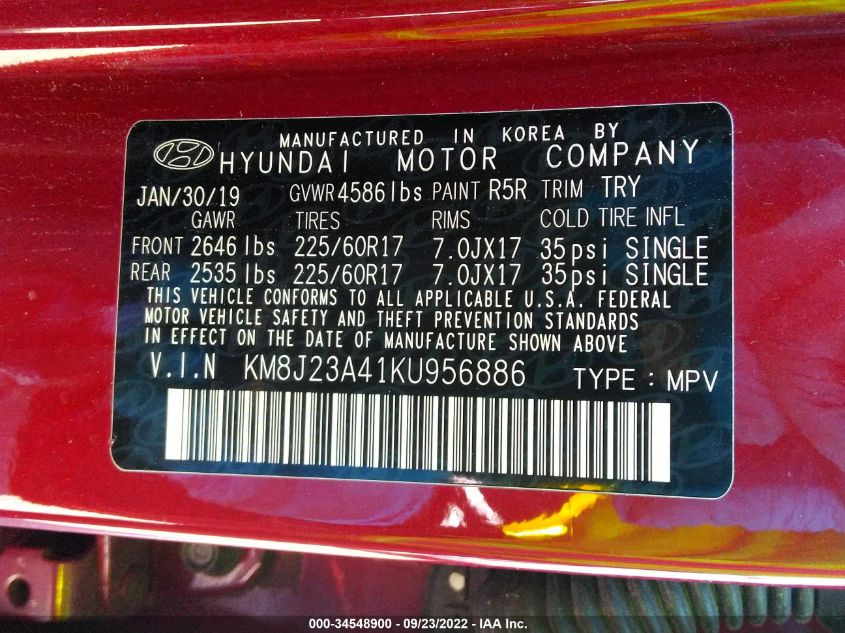 MANUFACTURED IN KOREA BY
HYUNDAI MOTOR COMPANY
JAN/30/19 GVWR 4586 lbs PAINT R5R TRIM TRY
GAWR TIRES RIMS COLD TIRE INFL
FRONT 2646 lbs 225/60R17 7.0JX17 35psi SINGLE
REAR 2535 lbs 225/60R17 7.0JX17 35psi SINGLE
THIS VEHICLE CONFORMS TO ALL APPLICABLE U.S.A. FEDERAL
MOTOR VEHICLE SAFETY AND THEFT PREVENTION STANDARDS
IN EFFECT ON THE DATE OF MANUFACTURE SHOWN ABOVE
V.I.N KM8J23A41KU956886 TYPE : MPV
000-34548900 - 09/23/2022 - IAA Inc.